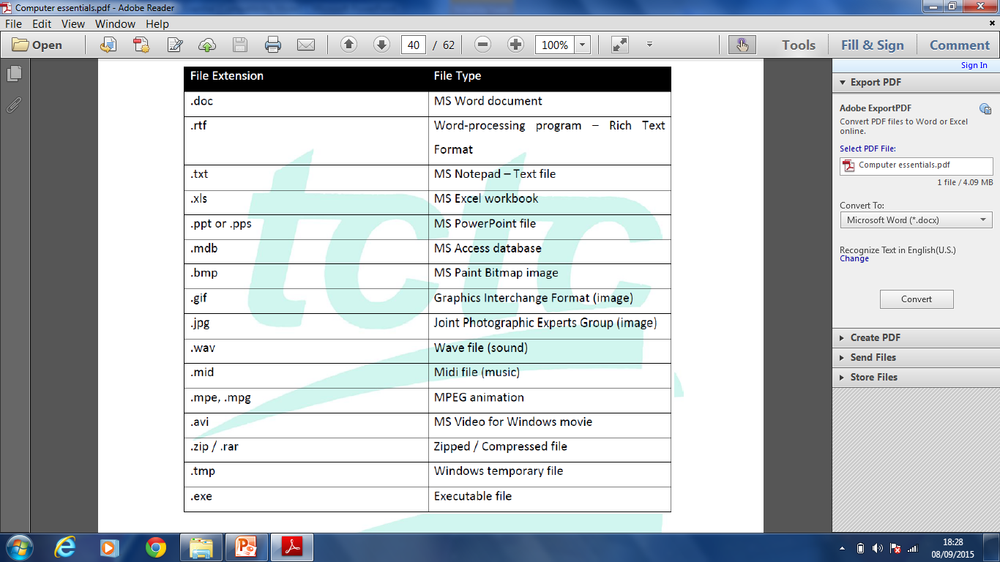 Computer essentials.pdf - Adobe Reader
File Edit View Window Help
Open 40 / 62 100% Tools Fill & Sign Comment
Sign In
Export PDF
Adobe ExportPDF
Convert PDF files to Word or Excel
online.
Select PDF File:
Computer essentials.pdf
1 file / 4.09 MB
Convert To:
Microsoft Word (*.docx)
Recognize Text in English(U.S.)
Change
Convert
Create PDF
Send Files
Store Files
File Extension File Type
.doc MS Word document
.rtf Word-processing program – Rich Text
Format
.txt MS Notepad – Text file
.xls MS Excel workbook
.ppt or .pps MS PowerPoint file
.mdb MS Access database
.bmp MS Paint Bitmap image
.gif Graphics Interchange Format (image)
.jpg Joint Photographic Experts Group (image)
.wav Wave file (sound)
.mid Midi file (music)
.mpe, .mpg MPEG animation
.avi MS Video for Windows movie
.zip / .rar Zipped / Compressed file
.tmp Windows temporary file
.exe Executable file
tctc
18:28
08/09/2015